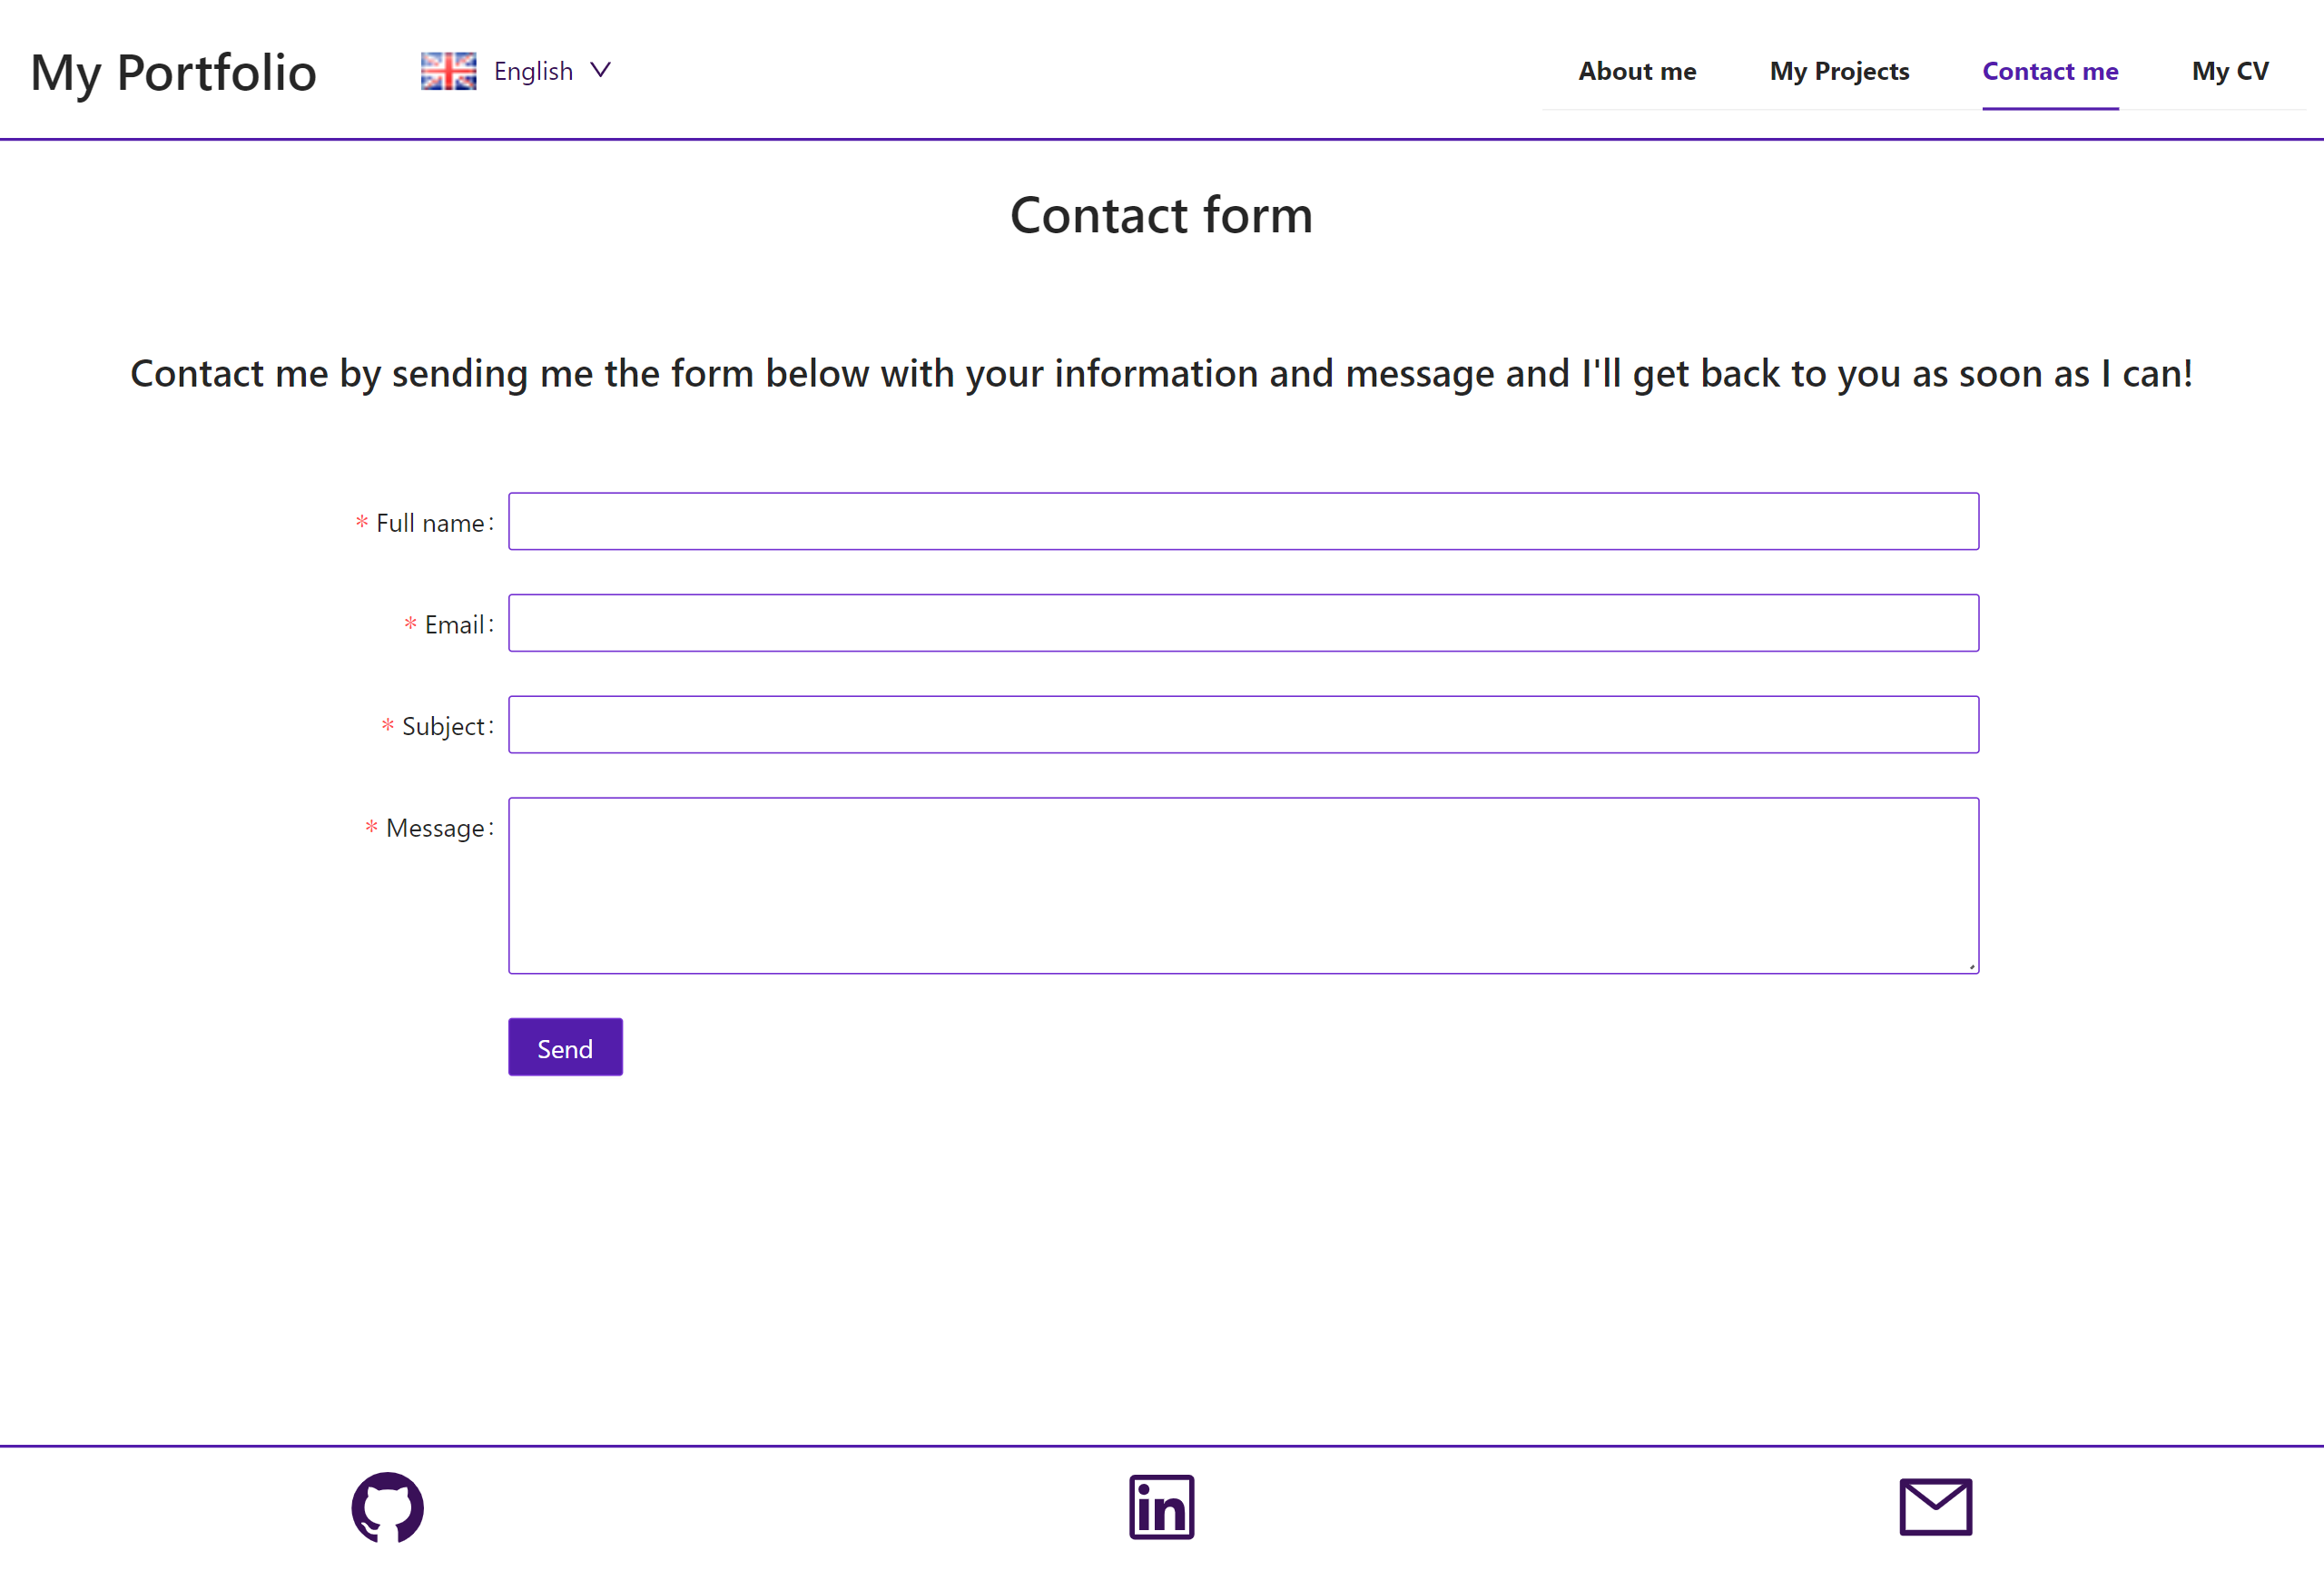 My Portfolio
English
About me
My Projects
Contact me
My CV
Contact form
Contact me by sending me the form below with your information and message and I'll get back to you as soon as I can!
* Full name:
* Email:
* Subject:
* Message:
Send
in